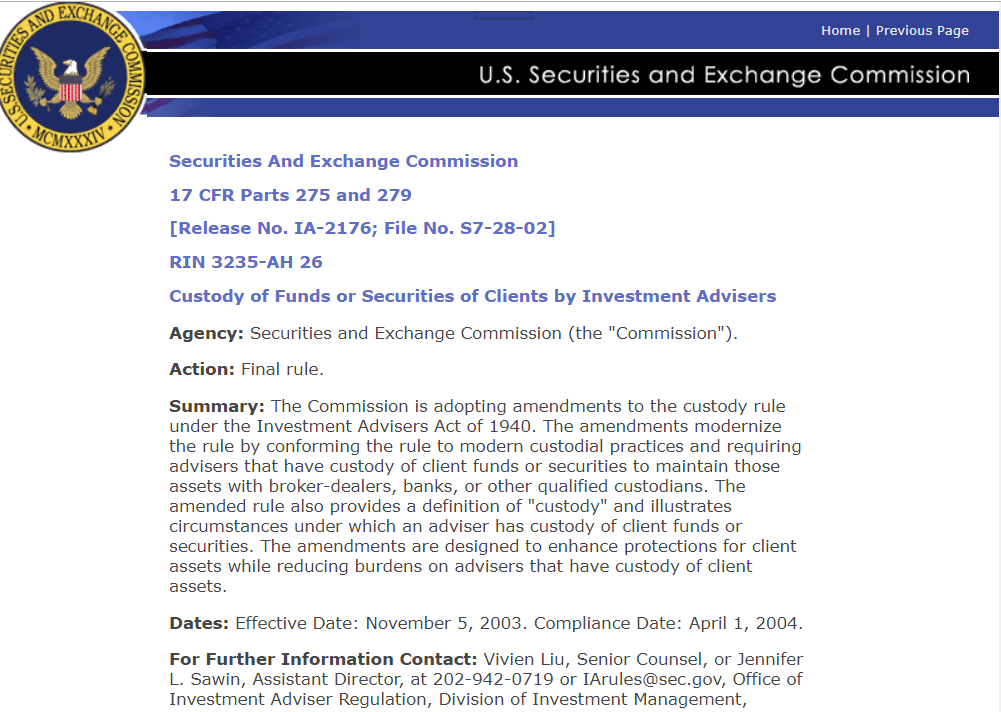 Home | Previous Page
U.S. Securities and Exchange Commission
U.S. SECURITIES AND EXCHANGE COMMISSION
MCMXXXIV
Securities And Exchange Commission
17 CFR Parts 275 and 279
[Release No. IA-2176; File No. S7-28-02]
RIN 3235-AH 26
Custody of Funds or Securities of Clients by Investment Advisers
Agency: Securities and Exchange Commission (the "Commission").
Action: Final rule.
Summary: The Commission is adopting amendments to the custody rule
under the Investment Advisers Act of 1940. The amendments modernize
the rule by conforming the rule to modern custodial practices and requiring
advisers that have custody of client funds or securities to maintain those
assets with broker-dealers, banks, or other qualified custodians. The
amended rule also provides a definition of "custody" and illustrates
circumstances under which an adviser has custody of client funds or
securities. The amendments are designed to enhance protections for client
assets while reducing burdens on advisers that have custody of client
assets.
Dates: Effective Date: November 5, 2003. Compliance Date: April 1, 2004.
For Further Information Contact: Vivien Liu, Senior Counsel, or Jennifer
L. Sawin, Assistant Director, at 202-942-0719 or IArules@sec.gov, Office of
Investment Adviser Regulation, Division of Investment Management,